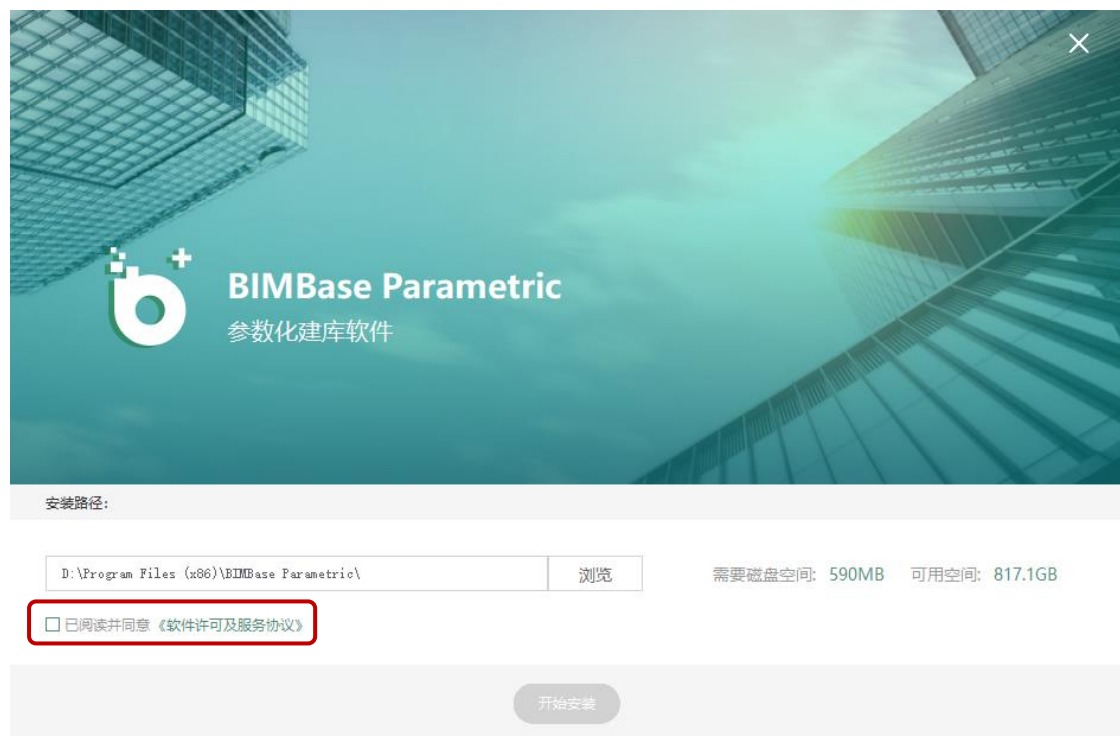 BIMBase Parametric
参数化建库软件
安装路径：
D:\Program Files (x86)\BIMBase Parametric\ 浏览 需要磁盘空间: 590MB 可用空间: 817.1GB
已阅读并同意《软件许可及服务协议》
开始安装